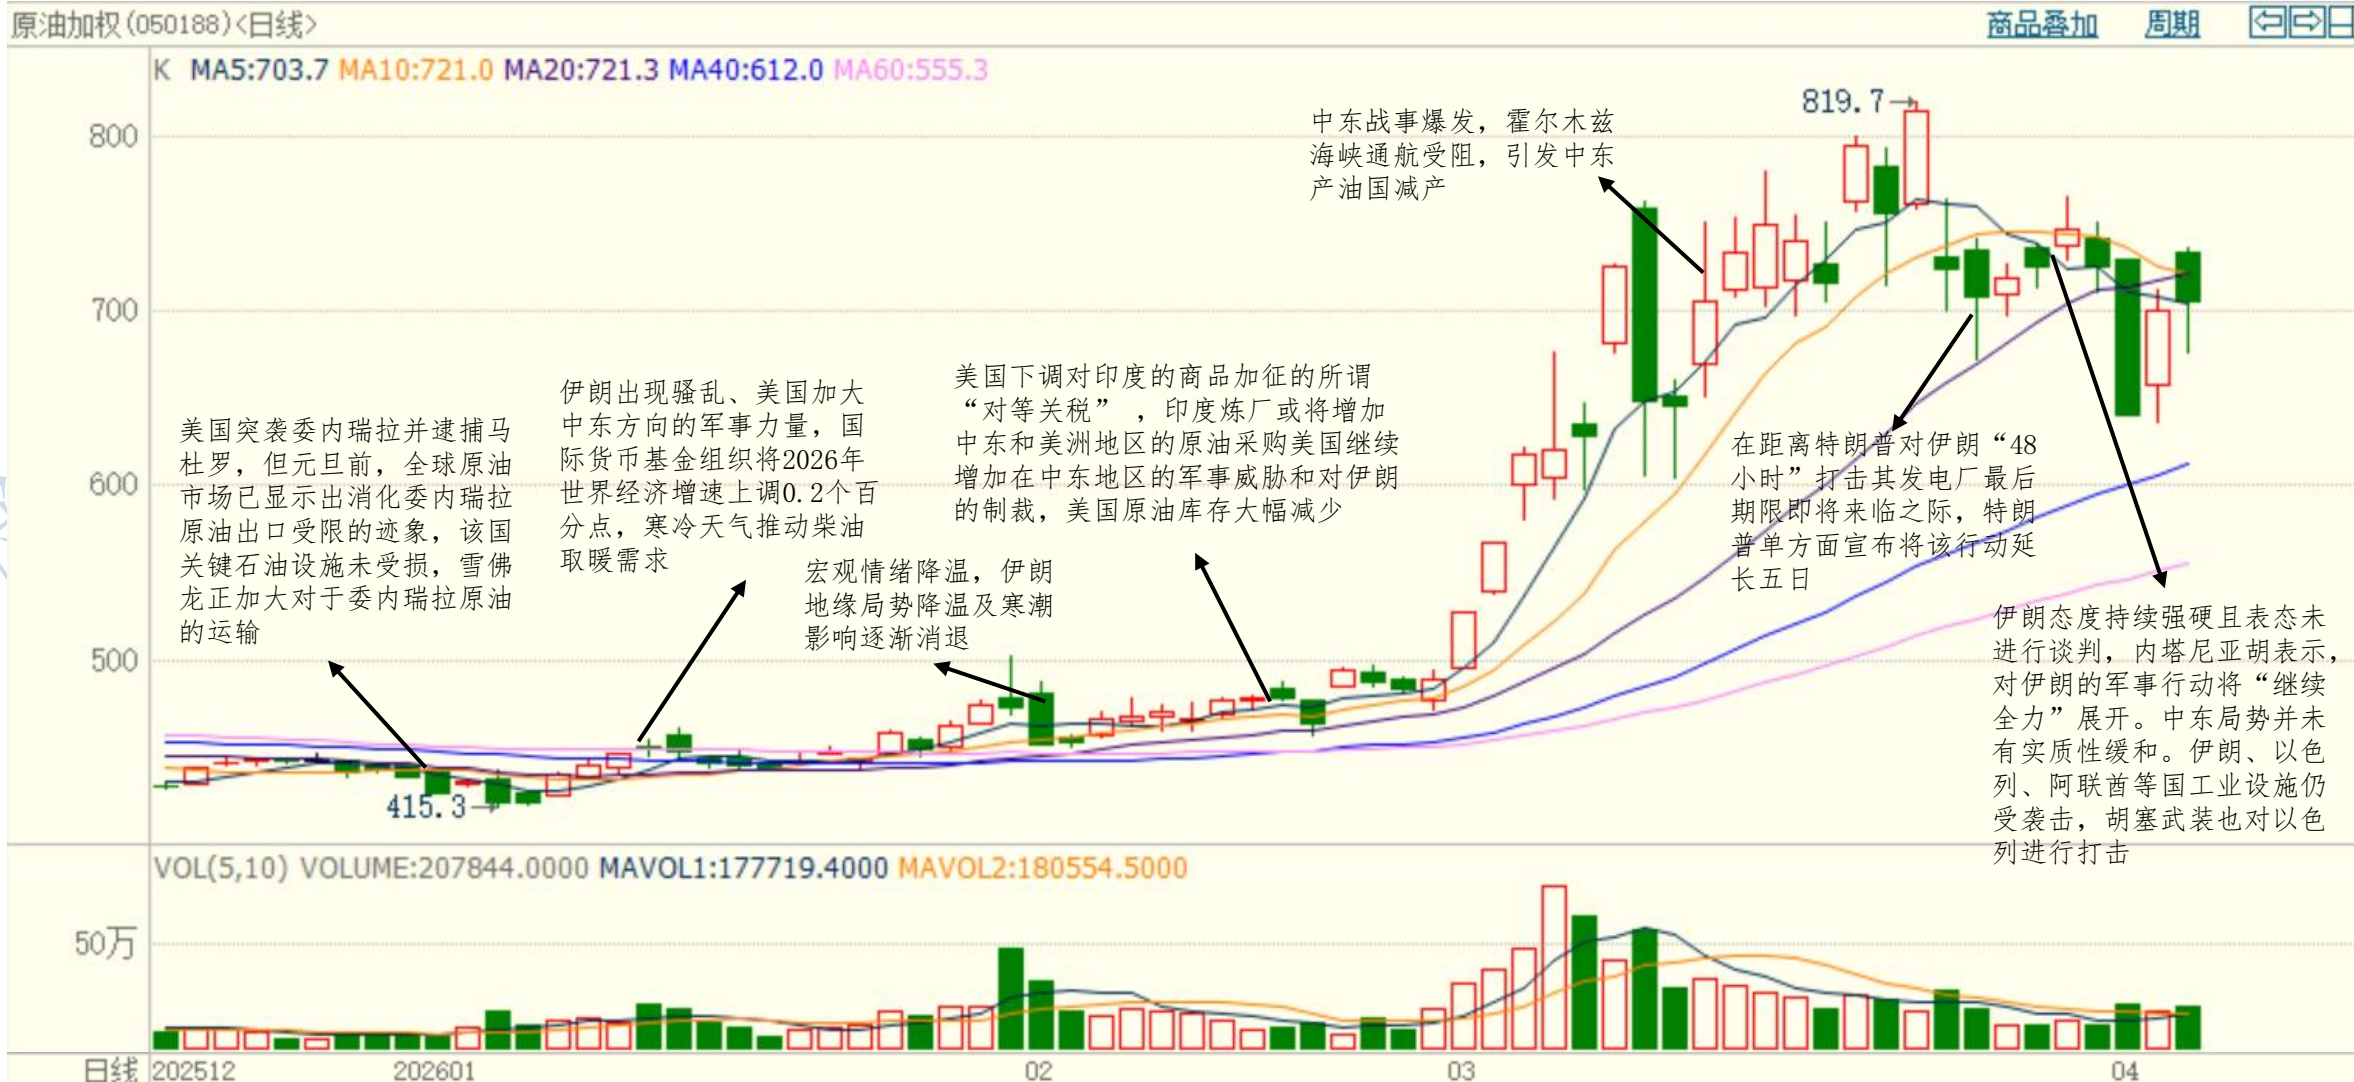 原油加权(050188)<日线>
商品叠加 周期
K MA5:703.7 MA10:721.0 MA20:721.3 MA40:612.0 MA60:555.3
800
700
600
500
819.7
415.3
美国突袭委内瑞拉并逮捕马
杜罗，但元旦前，全球原油
市场已显示出消化委内瑞拉
原油出口受限的迹象，该国
关键石油设施未受损，雪佛
龙正加大对于委内瑞拉原油
的运输
伊朗出现骚乱、美国加大
中东方向的军事力量，国
际货币基金组织将2026年
世界经济增速上调0.2个百
分点，寒冷天气推动柴油
取暖需求
宏观情绪降温，伊朗
地缘局势降温及寒潮
影响逐渐消退
美国下调对印度的商品加征的所谓
“对等关税” ，印度炼厂或将增加
中东和美洲地区的原油采购美国继续
增加在中东地区的军事威胁和对伊朗
的制裁，美国原油库存大幅减少
中东战事爆发，霍尔木兹
海峡通航受阻，引发中东
产油国减产
在距离特朗普对伊朗“48
小时”打击其发电厂最后
期限即将来临之际，特朗
普单方面宣布将该行动延
长五日
伊朗态度持续强硬且表态未
进行谈判，内塔尼亚胡表示，
对伊朗的军事行动将“继续
全力”展开。中东局势并未
有实质性缓和。伊朗、以色
列、阿联酋等国工业设施仍
受袭击，胡塞武装也对以色
列进行打击
VOL(5,10) VOLUME:207844.0000 MAVOL1:177719.4000 MAVOL2:180554.5000
50万
日线 202512 202601 02 03 04